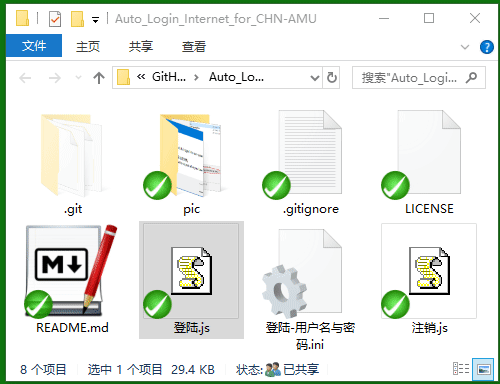 Auto_Login_Internet_for_CHN-AMU
文件 主页 共享 查看
« GitH... › Auto_Lo... 搜索"Auto_Logi...
.git pic .gitignore LICENSE
README.md 登陆.js 登陆-用户名与密码.ini 注销.js
8 个项目 选中 1 个项目 29.4 KB 状态: 已共享